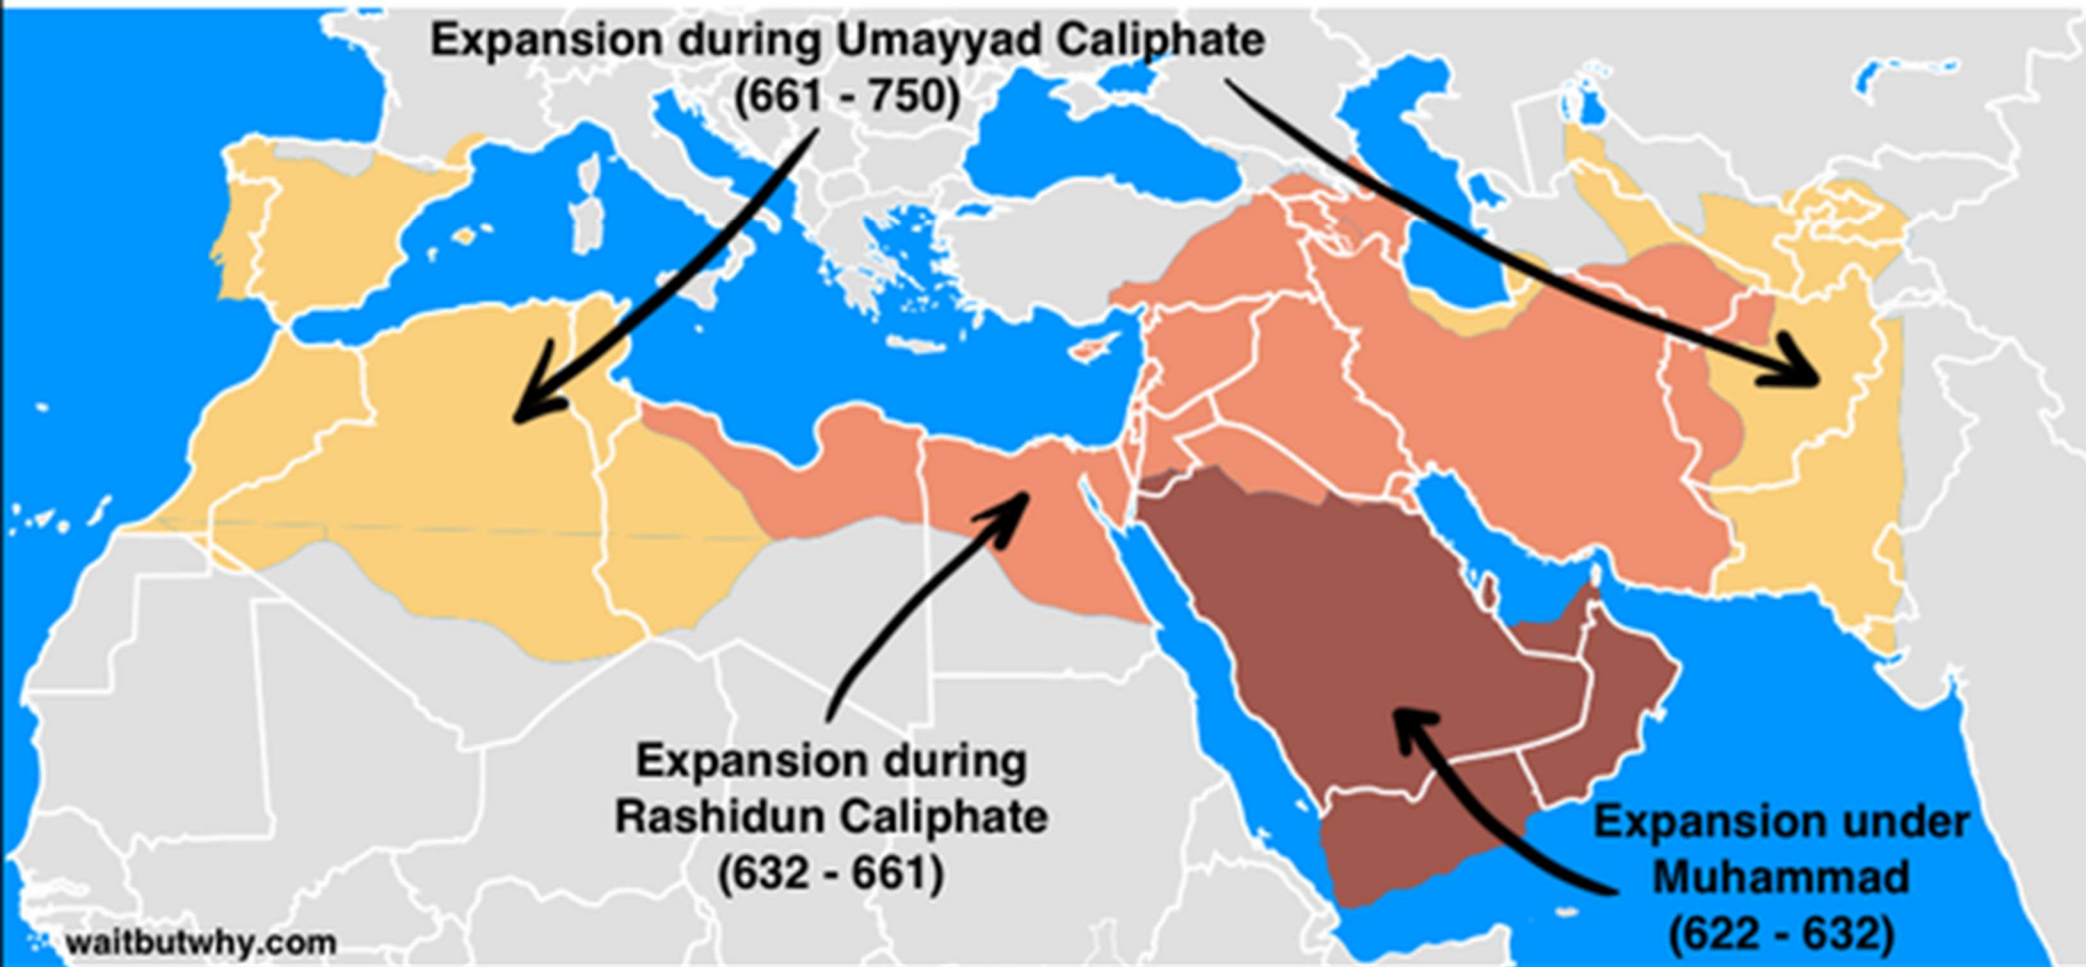 Expansion during Umayyad Caliphate
(661 - 750)
Expansion during
Rashidun Caliphate
(632 - 661)
Expansion under
Muhammad
(622 - 632)
waitbutwhy.com